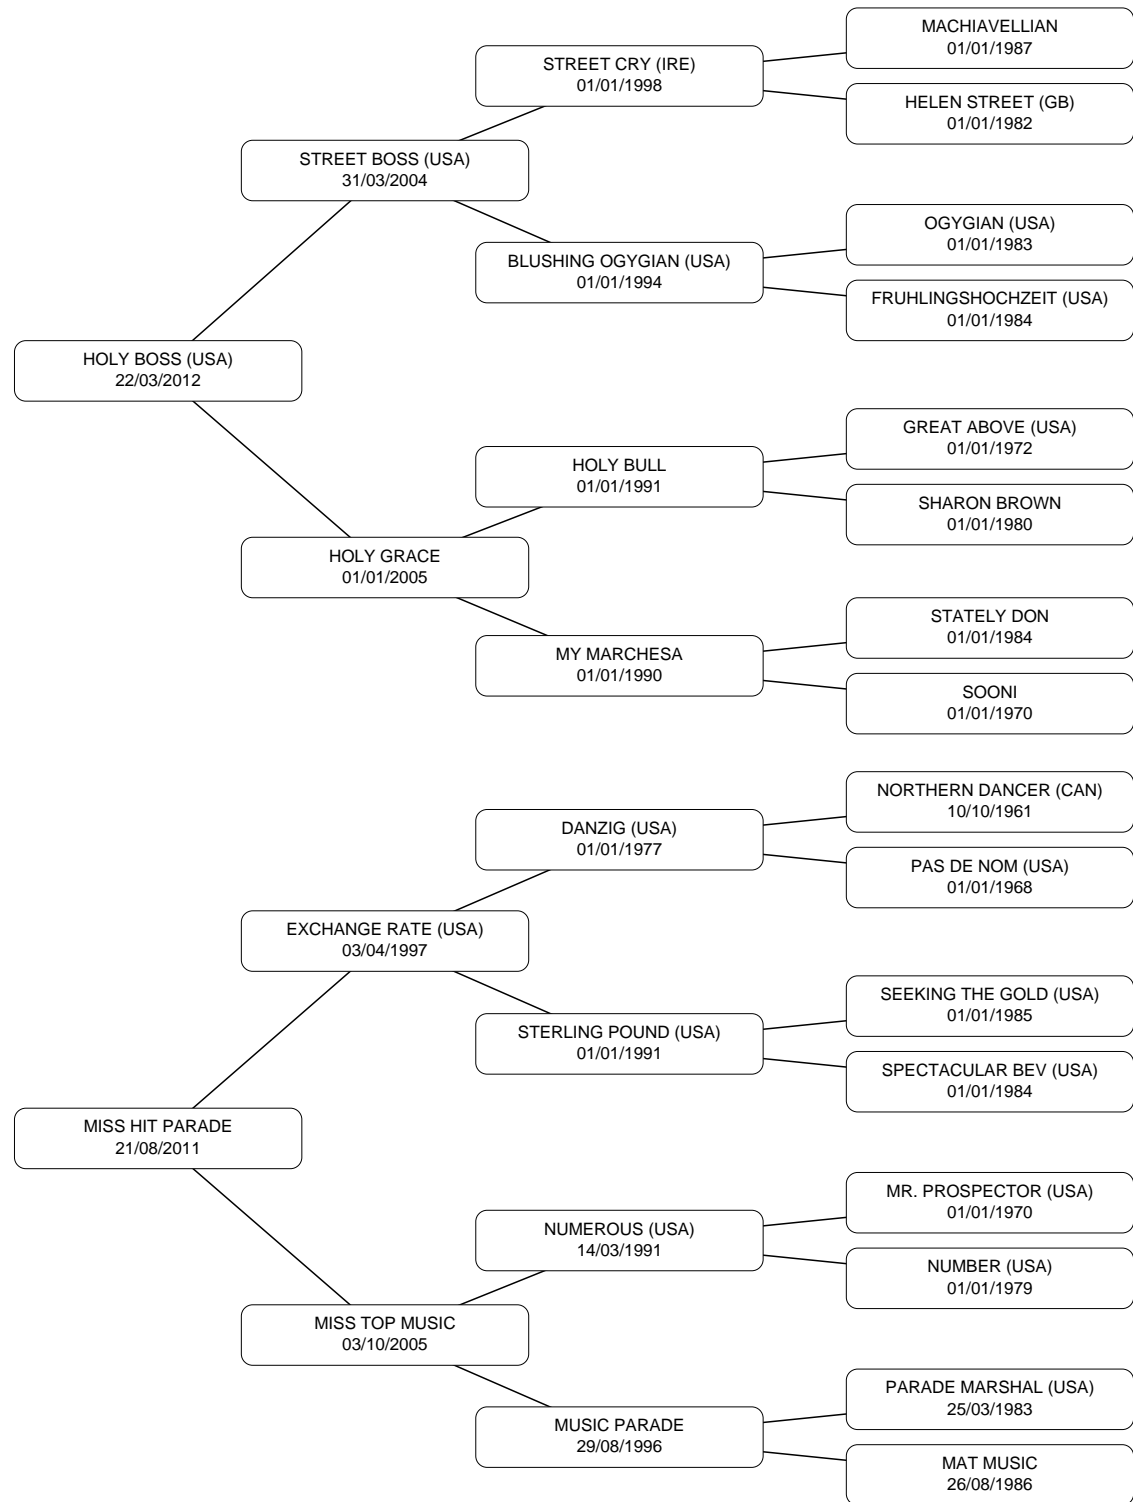 MACHIAVELLIAN
01/01/1987
STREET CRY (IRE)
01/01/1998
HELEN STREET (GB)
01/01/1982
STREET BOSS (USA)
31/03/2004
OGYGIAN (USA)
01/01/1983
BLUSHING OGYGIAN (USA)
01/01/1994
FRUHLINGSHOCHZEIT (USA)
01/01/1984
HOLY BOSS (USA)
22/03/2012
GREAT ABOVE (USA)
01/01/1972
HOLY BULL
01/01/1991
SHARON BROWN
01/01/1980
HOLY GRACE
01/01/2005
STATELY DON
01/01/1984
MY MARCHESA
01/01/1990
SOONI
01/01/1970
NORTHERN DANCER (CAN)
10/10/1961
DANZIG (USA)
01/01/1977
PAS DE NOM (USA)
01/01/1968
EXCHANGE RATE (USA)
03/04/1997
SEEKING THE GOLD (USA)
01/01/1985
STERLING POUND (USA)
01/01/1991
SPECTACULAR BEV (USA)
01/01/1984
MISS HIT PARADE
21/08/2011
MR. PROSPECTOR (USA)
01/01/1970
NUMEROUS (USA)
14/03/1991
NUMBER (USA)
01/01/1979
MISS TOP MUSIC
03/10/2005
PARADE MARSHAL (USA)
25/03/1983
MUSIC PARADE
29/08/1996
MAT MUSIC
26/08/1986